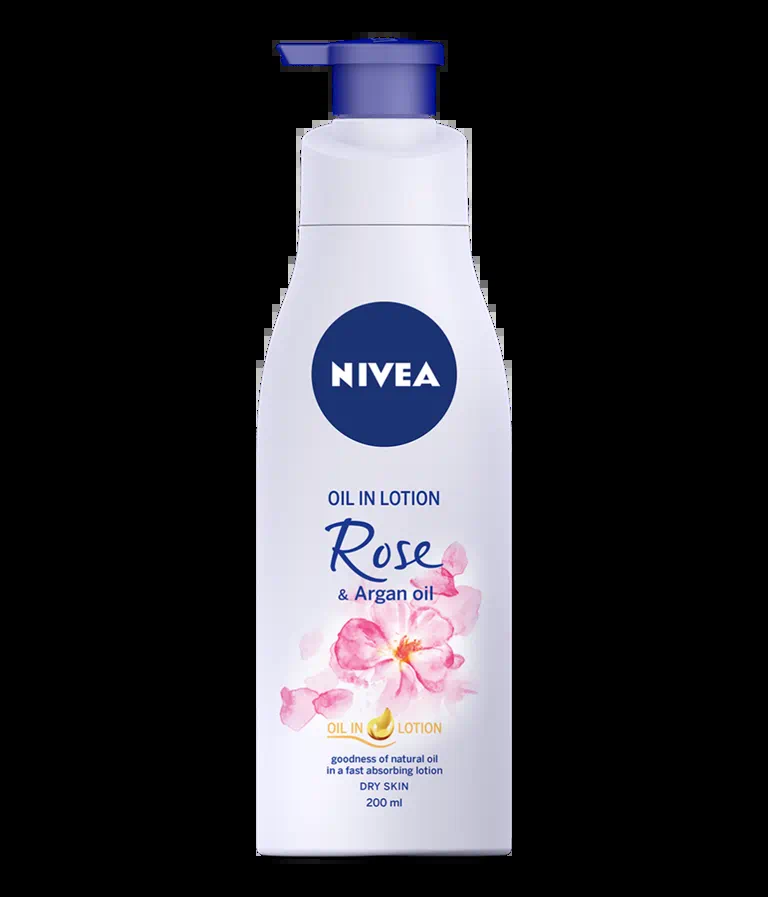 NIVEA
OIL IN LOTION
Rose
& Argan oil
OIL IN LOTION
goodness of natural oil
in a fast absorbing lotion
DRY SKIN
200 ml